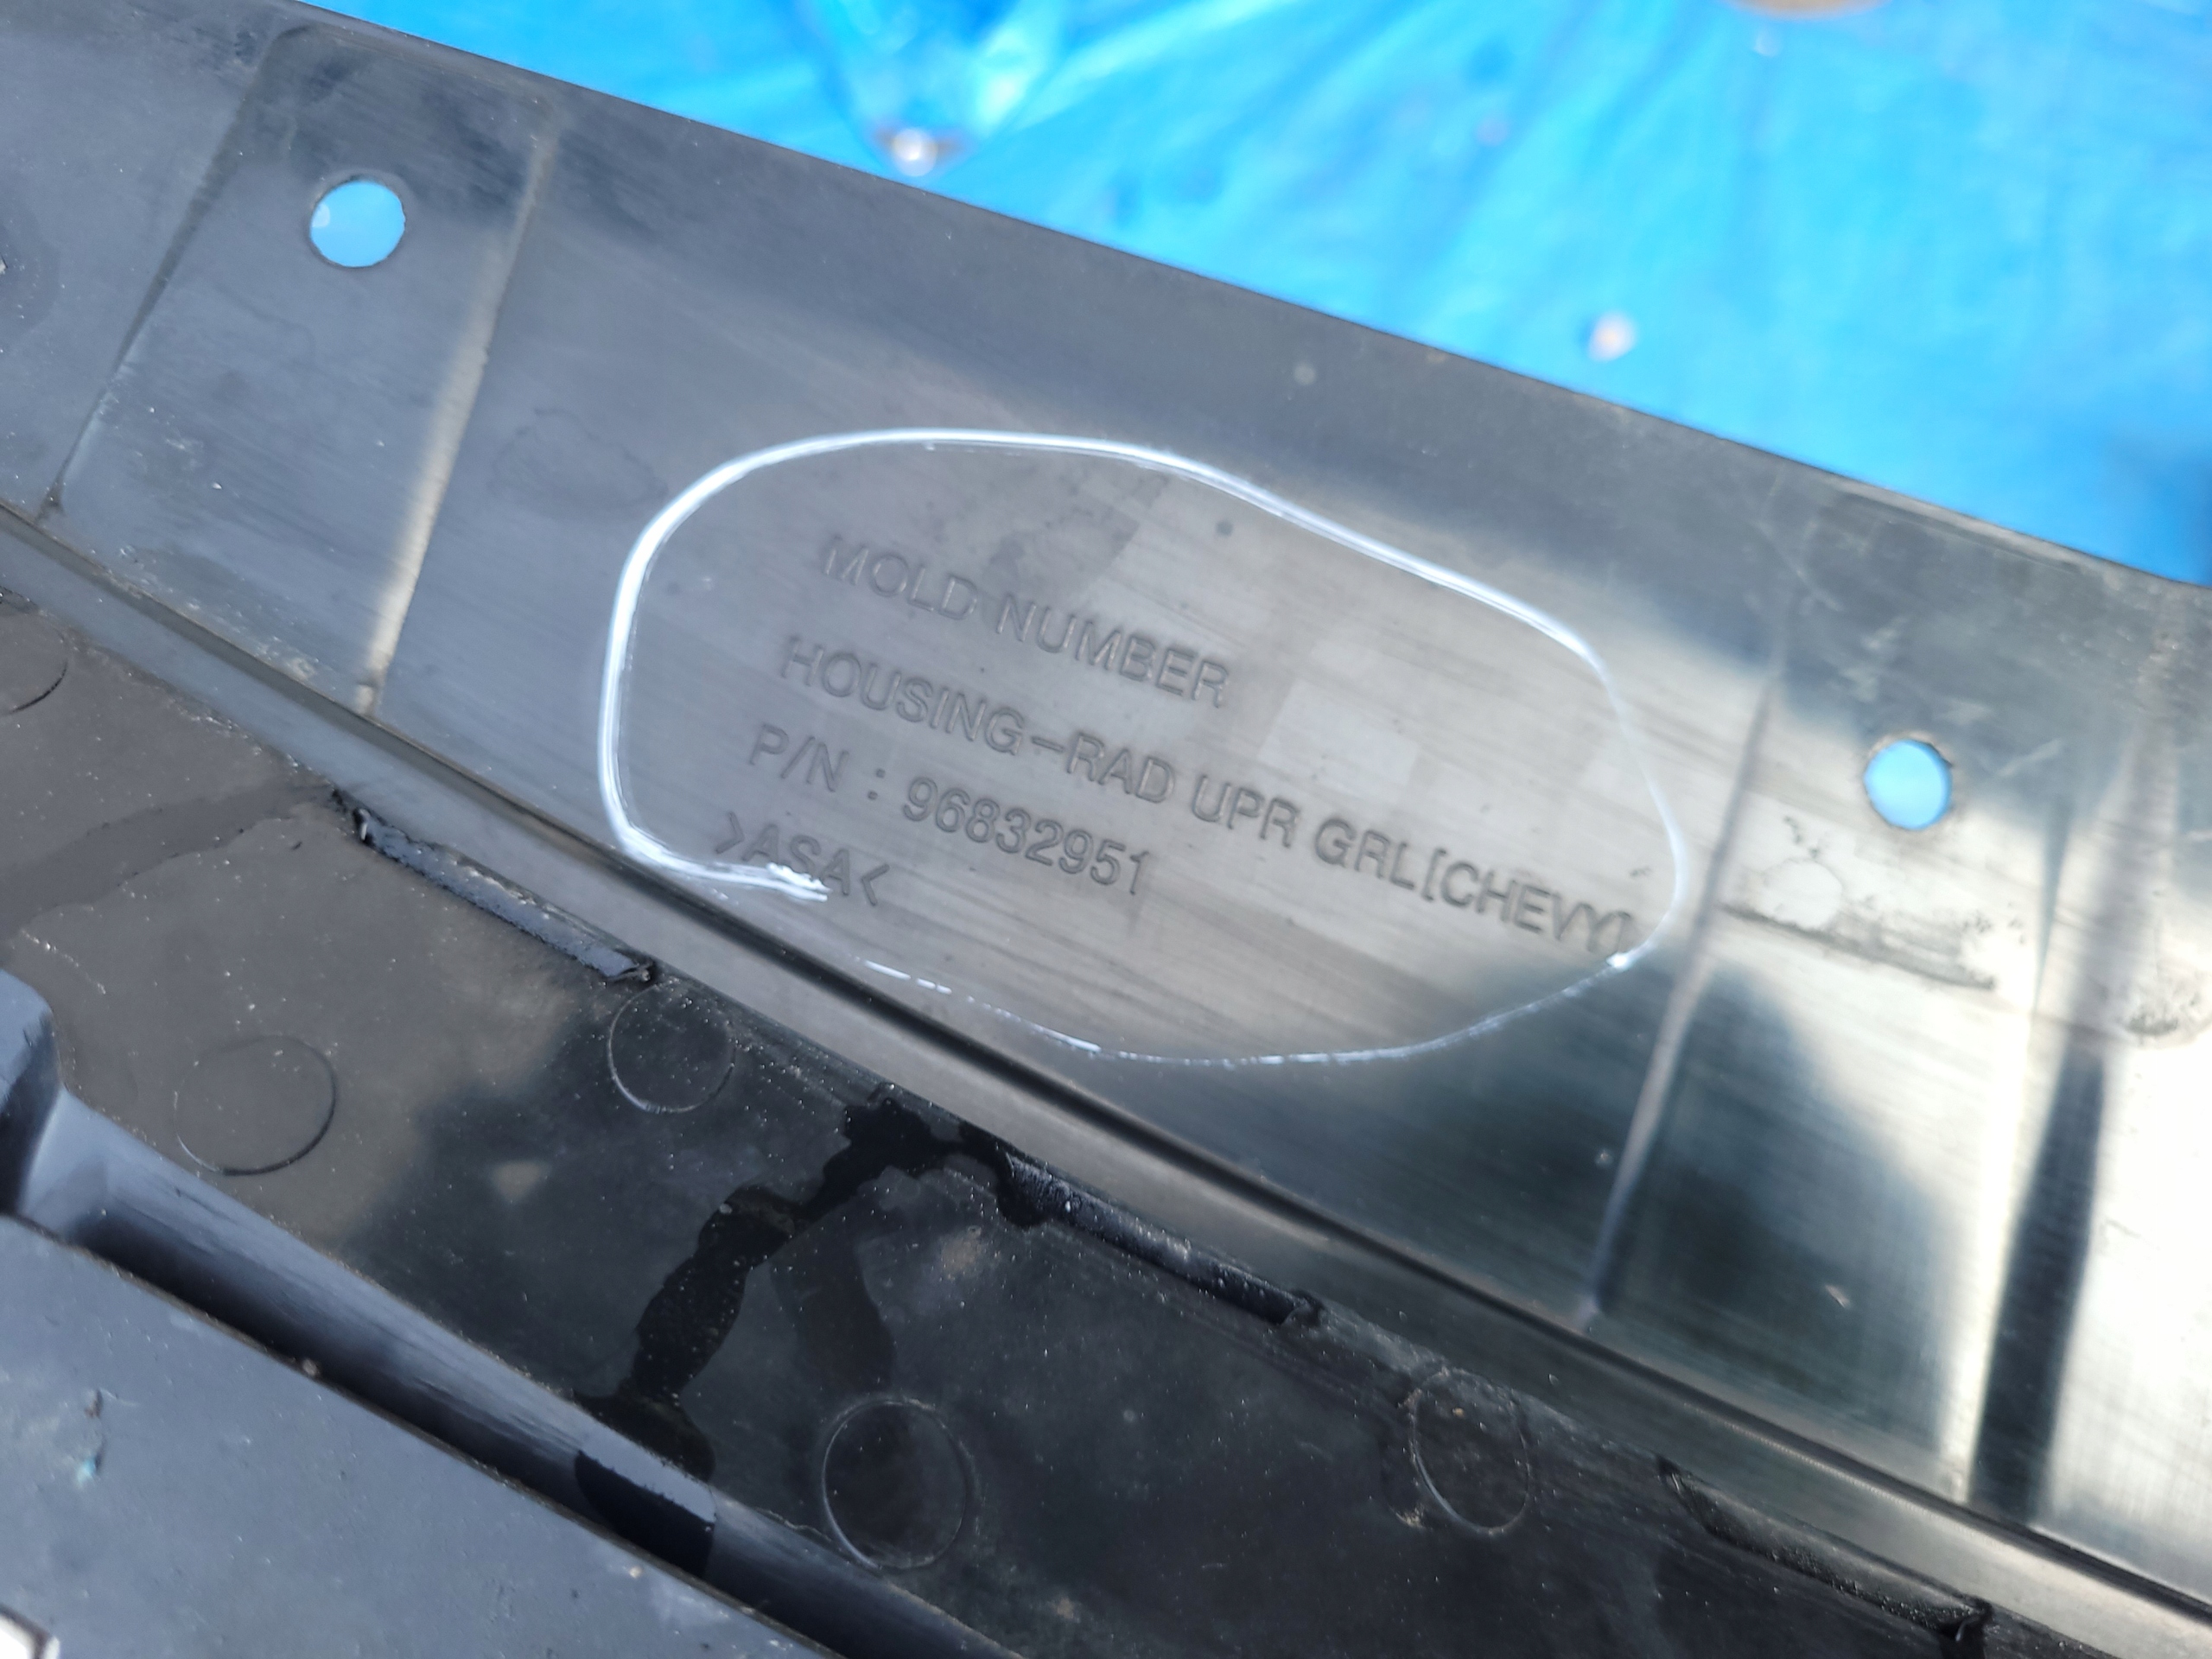 MOLD NUMBER
HOUSING-RAD UPR GRL[CHEVY]
P/N : 96832951
>ASA<